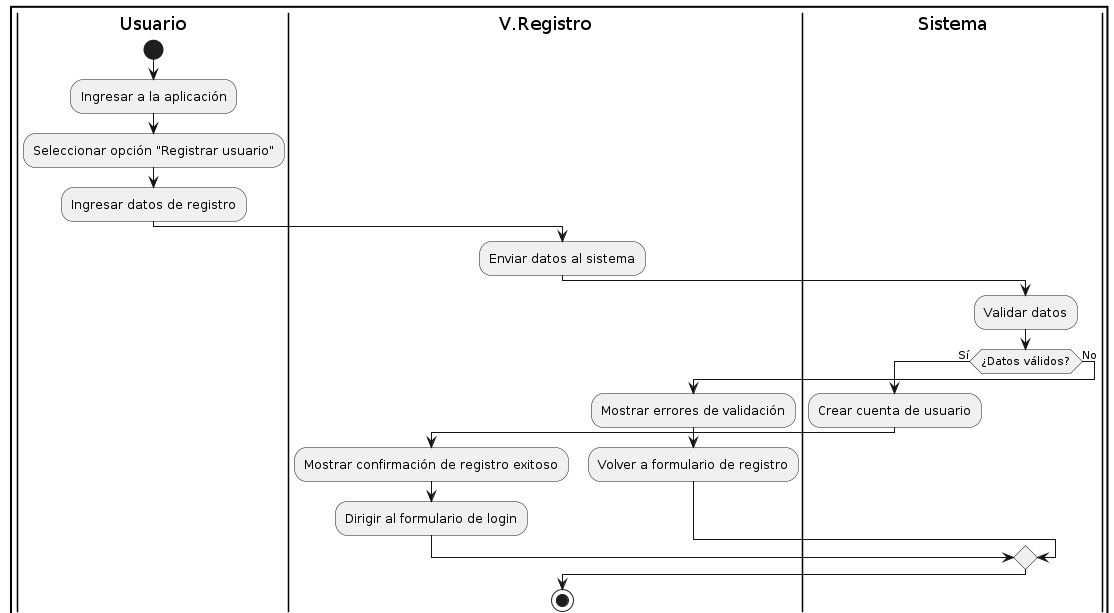 Usuario
V.Registro
Sistema
Ingresar a la aplicación
Seleccionar opción "Registrar usuario"
Ingresar datos de registro
Enviar datos al sistema
Validar datos
Sí
¿Datos válidos?
No
Mostrar errores de validación
Crear cuenta de usuario
Mostrar confirmación de registro exitoso
Volver a formulario de registro
Dirigir al formulario de login